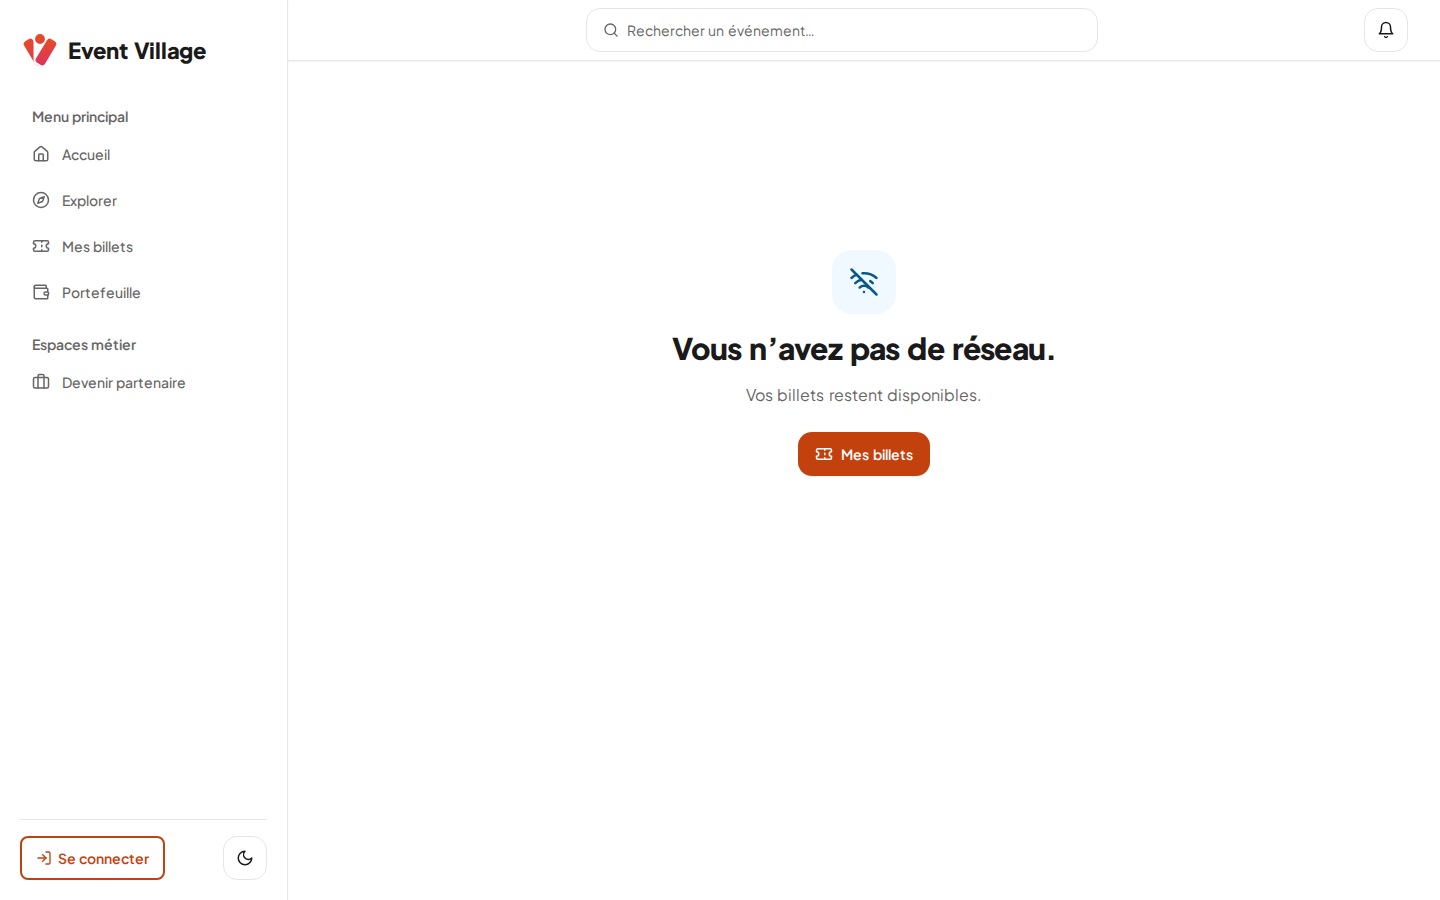 Event Village
Rechercher un événement…
Menu principal
Accueil
Explorer
Mes billets
Portefeuille
Espaces métier
Devenir partenaire
Vous n’avez pas de réseau.
Vos billets restent disponibles.
Mes billets
Se connecter